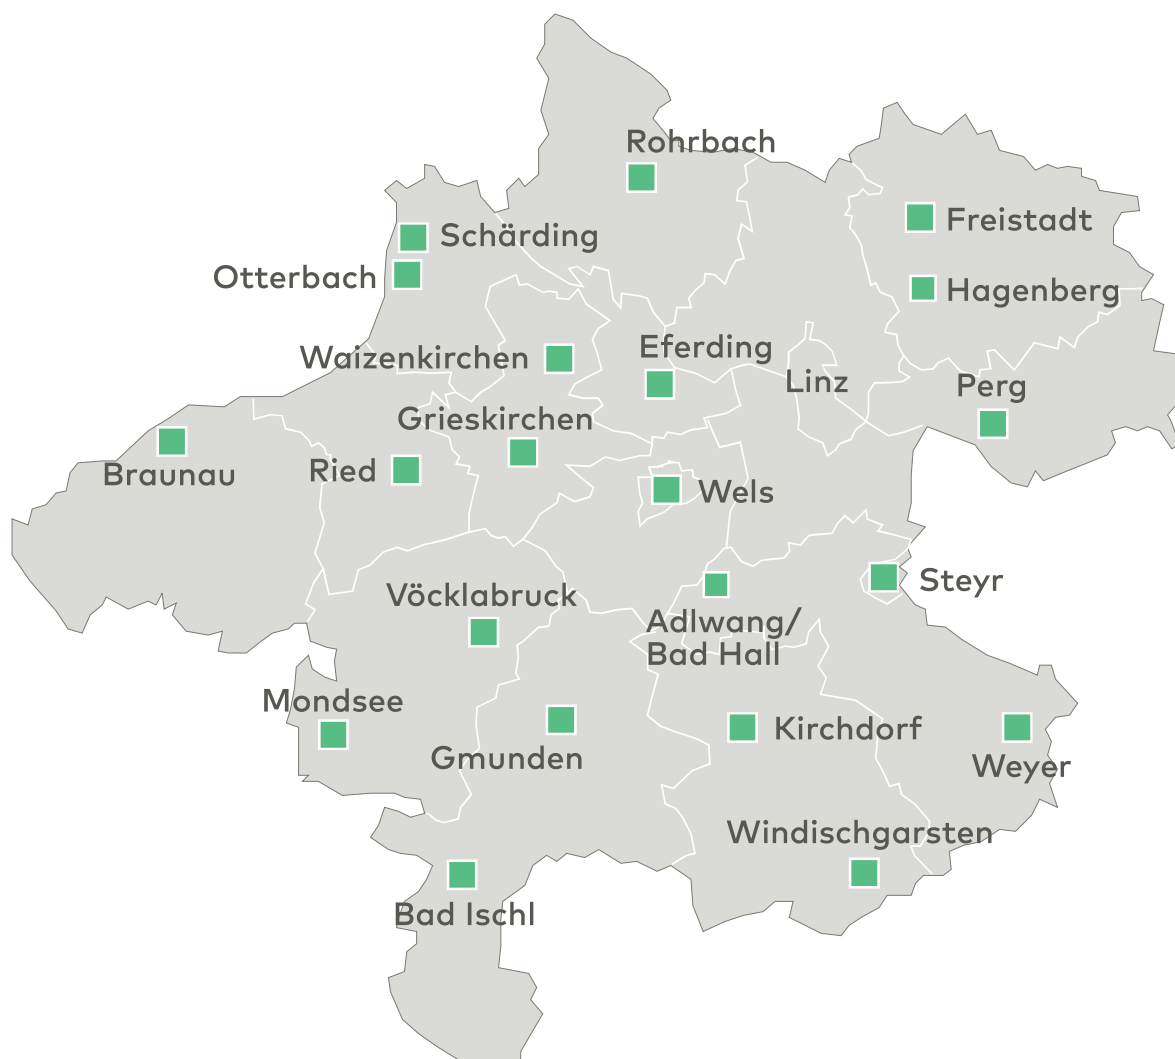 Rohrbach
Freistadt
Schärding
Otterbach
Hagenberg
Eferding
Waizenkirchen
Linz
Perg
Grieskirchen
Ried
Braunau
Wels
Steyr
Vöcklabruck
Adlwang/
Bad Hall
Mondsee
Kirchdorf
Gmunden
Weyer
Windischgarsten
Bad Ischl